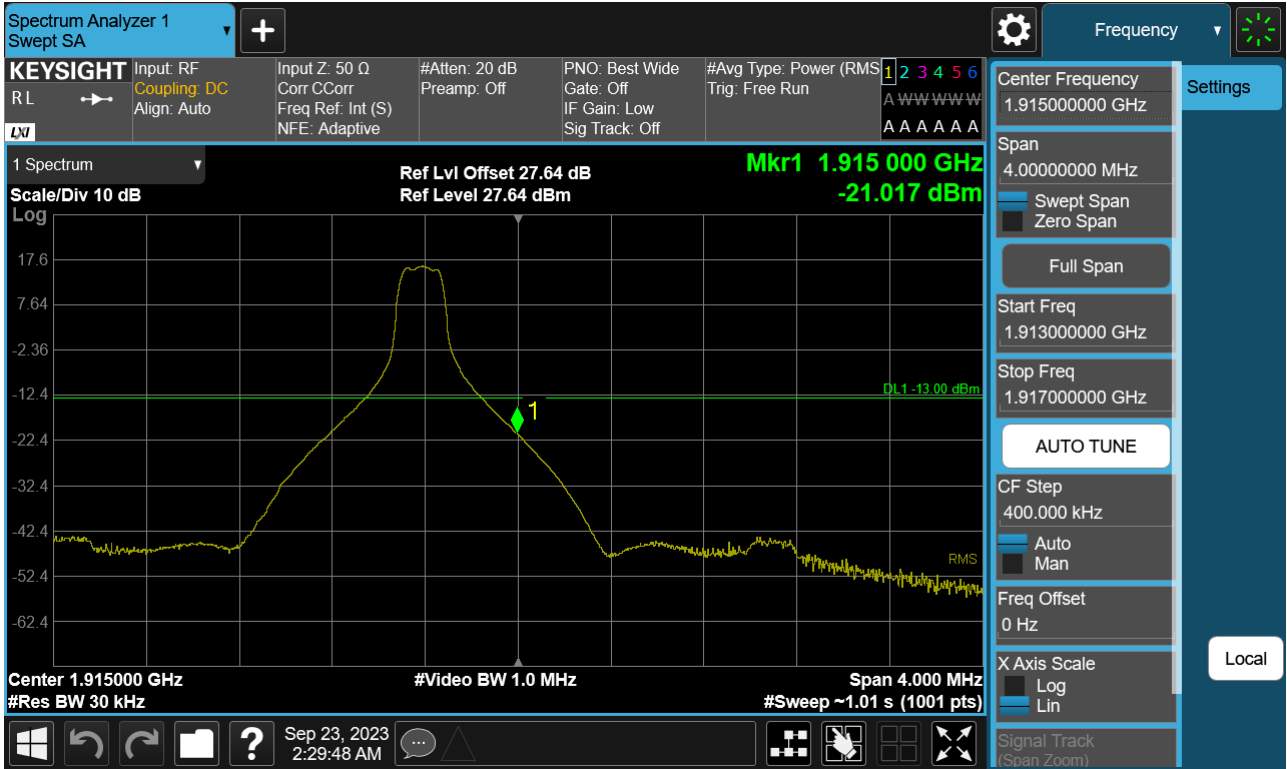 Spectrum Analyzer 1
Swept SA
+
Frequency
KEYSIGHT
RL
LXI
Input: RF
Coupling: DC
Align: Auto
Input Z: 50 Ω
Corr CCorr
Freq Ref: Int (S)
NFE: Adaptive
#Atten: 20 dB
Preamp: Off
PNO: Best Wide
Gate: Off
IF Gain: Low
Sig Track: Off
#Avg Type: Power (RMS
Trig: Free Run
1 2 3 4 5 6
A W W W W W
A A A A A A
1 Spectrum
Scale/Div 10 dB
Log
Ref Lvl Offset 27.64 dB
Ref Level 27.64 dBm
Mkr1 1.915 000 GHz
-21.017 dBm
17.6
7.64
-2.36
-12.4
-22.4
-32.4
-42.4
-52.4
-62.4
DL1 -13.00 dBm
1
RMS
Center 1.915000 GHz
#Video BW 1.0 MHz
Span 4.000 MHz
#Res BW 30 kHz
#Sweep ~1.01 s (1001 pts)
Center Frequency
1.915000000 GHz
Settings
Span
4.00000000 MHz
Swept Span
Zero Span
Full Span
Start Freq
1.913000000 GHz
Stop Freq
1.917000000 GHz
AUTO TUNE
CF Step
400.000 kHz
Auto
Man
Freq Offset
0 Hz
X Axis Scale
Log
Lin
Local
Signal Track
(Span Zoom)
?
Sep 23, 2023
2:29:48 AM